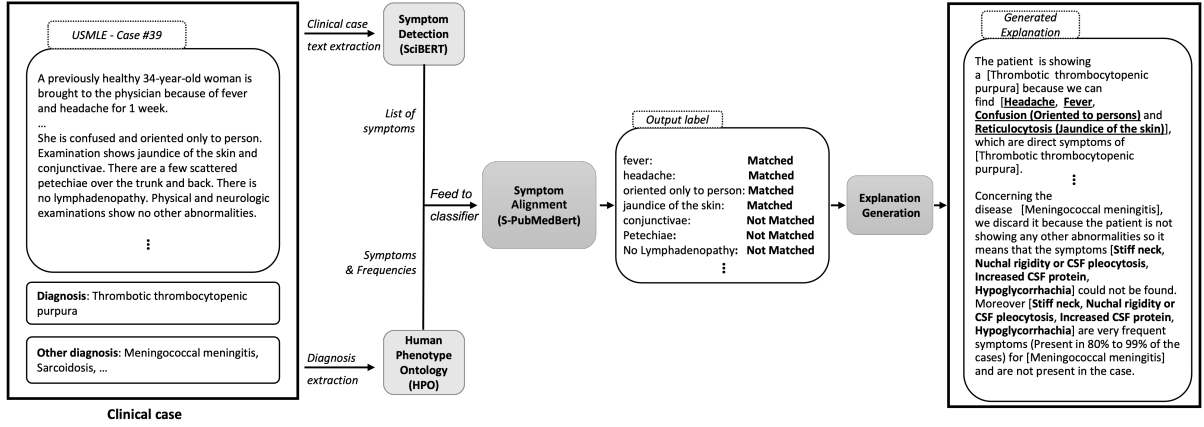 USMLE - Case #39
A previously healthy 34-year-old woman is
brought to the physician because of fever
and headache for 1 week.
...
She is confused and oriented only to person.
Examination shows jaundice of the skin and
conjunctivae. There are a few scattered
petechiae over the trunk and back. There is
no lymphadenopathy. Physical and neurologic
examinations show no other abnormalities.
Diagnosis: Thrombotic thrombocytopenic
purpura
Other diagnosis: Meningococcal meningitis,
Sarcoidosis, ...
Clinical case
Clinical case
text extraction
Symptom
Detection
(SciBERT)
List of
symptoms
Feed to
classifier
Symptoms
& Frequencies
Diagnosis
extraction
Human
Phenotype
Ontology
(HPO)
Symptom
Alignment
(S-PubMedBert)
Output label
fever: Matched
headache: Matched
oriented only to person: Matched
jaundice of the skin: Matched
conjunctivae: Not Matched
Petechiae: Not Matched
No Lymphadenopathy: Not Matched
Explanation
Generation
Generated
Explanation
The patient is showing
a [Thrombotic thrombocytopenic
purpura] because we can
find [Headache, Fever,
Confusion (Oriented to persons) and
Reticulocytosis (Jaundice of the skin)],
which are direct symptoms of
[Thrombotic thrombocytopenic
purpura].
Concerning the
disease [Meningococcal meningitis],
we discard it because the patient is not
showing any other abnormalities so it
means that the symptoms [Stiff neck,
Nuchal rigidity or CSF pleocytosis,
Increased CSF protein,
Hypoglycorrhachia] could not be found.
Moreover [Stiff neck, Nuchal rigidity or
CSF pleocytosis, Increased CSF protein,
Hypoglycorrhachia] are very frequent
symptoms (Present in 80% to 99% of the
cases) for [Meningococcal meningitis]
and are not present in the case.